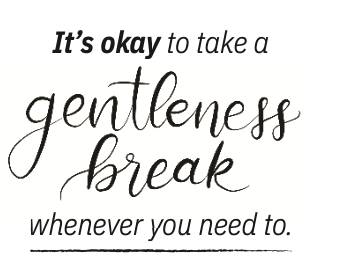 It's okay to take a
gentleness
break
whenever you need to.